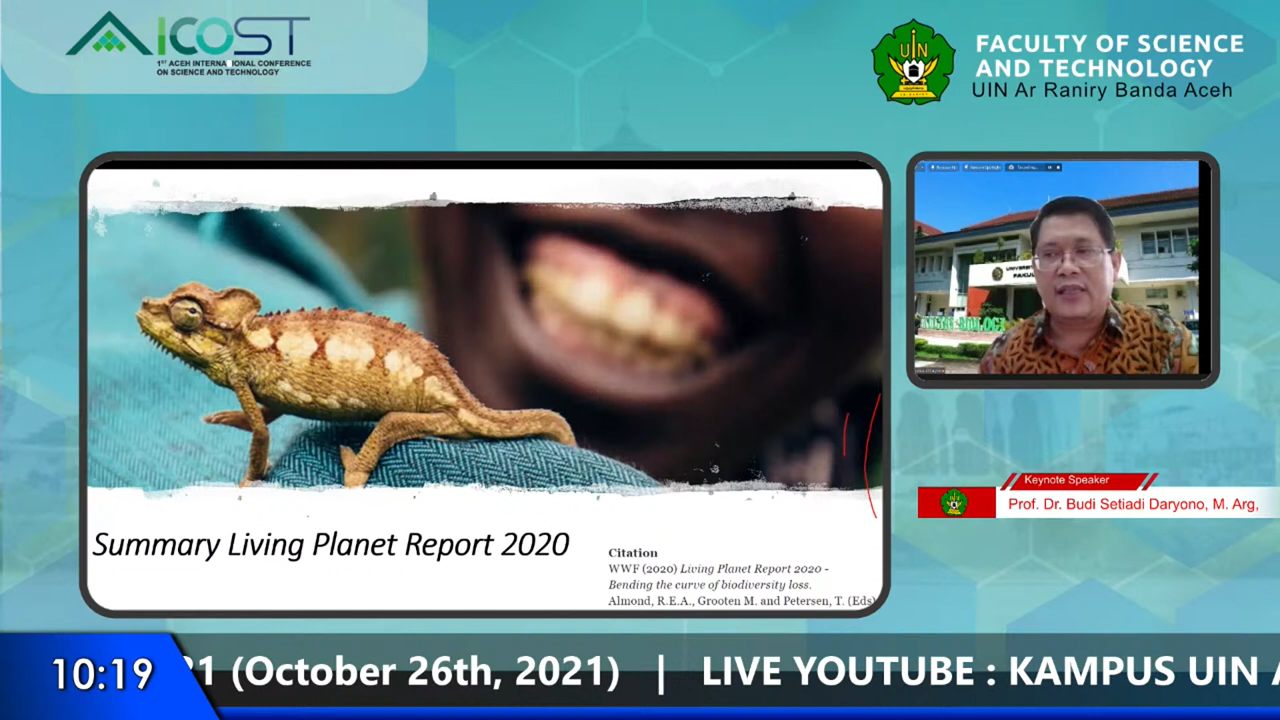 AICOST
1ST ACEH INTERNATIONAL CONFERENCE
ON SCIENCE AND TECHNOLOGY
UIN
FACULTY OF SCIENCE
AND TECHNOLOGY
UIN Ar Raniry Banda Aceh
Summary Living Planet Report 2020
Citation
WWF (2020) Living Planet Report 2020 -
Bending the curve of biodiversity loss.
Almond, R.E.A., Grooten M. and Petersen, T. (Eds)
Keynote Speaker
Prof. Dr. Budi Setiadi Daryono, M. Arg,
10:19
21 (October 26th, 2021) | LIVE YOUTUBE : KAMPUS UIN A